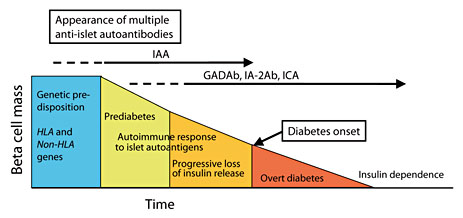 Appearance of multiple
anti-islet autoantibodies
IAA
GADAb, IA-2Ab, ICA
Beta cell mass
Genetic pre-
disposition
HLA and
Non-HLA
genes
Prediabetes
Autoimmune response
to islet autoantigens
Progressive loss
of insulin release
Diabetes onset
Overt diabetes
Insulin dependence
Time